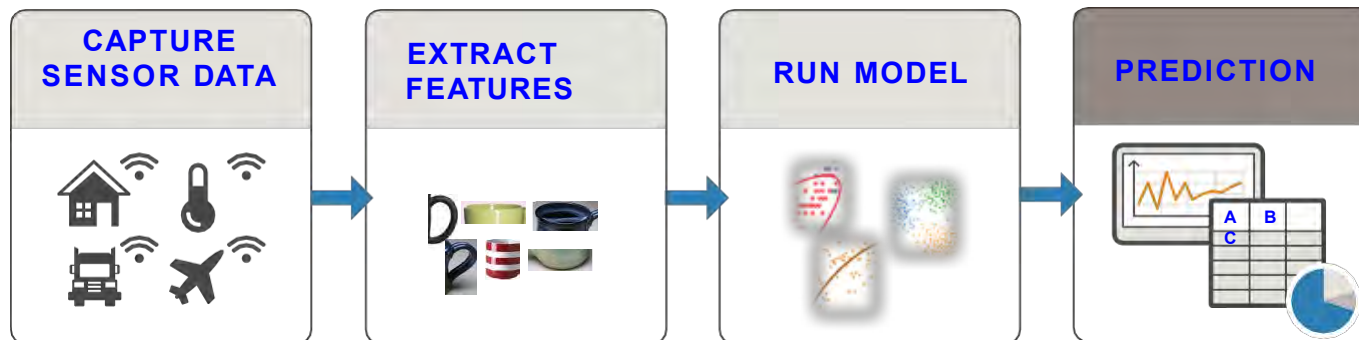 CAPTURE
SENSOR DATA
EXTRACT
FEATURES
RUN MODEL
PREDICTION
A B
C